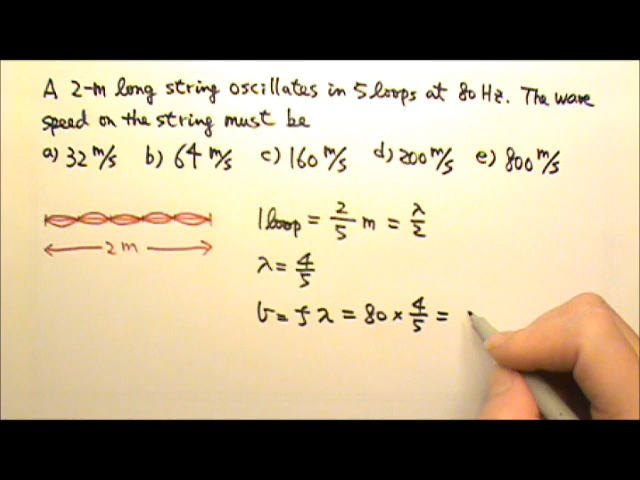 A 2-m long string oscillates in 5 loops at 80 Hz. The wave
speed on the string must be
a) 32 m/s b) 64 m/s c) 160 m/s d) 200 m/s e) 800 m/s
1 loop = 2/5 m = λ/2
2 m
λ = 4/5
v = f λ = 80 × 4/5 =